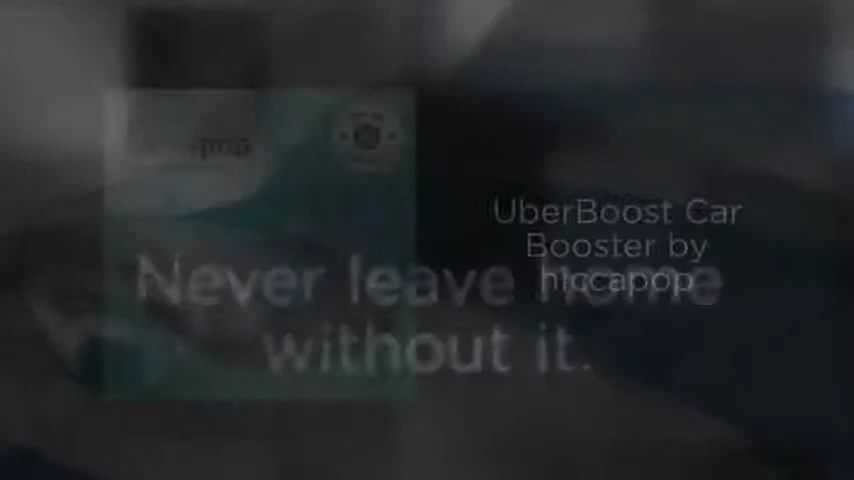 UberBoost Car
Booster by
hiccapop
Never leave home
without it.